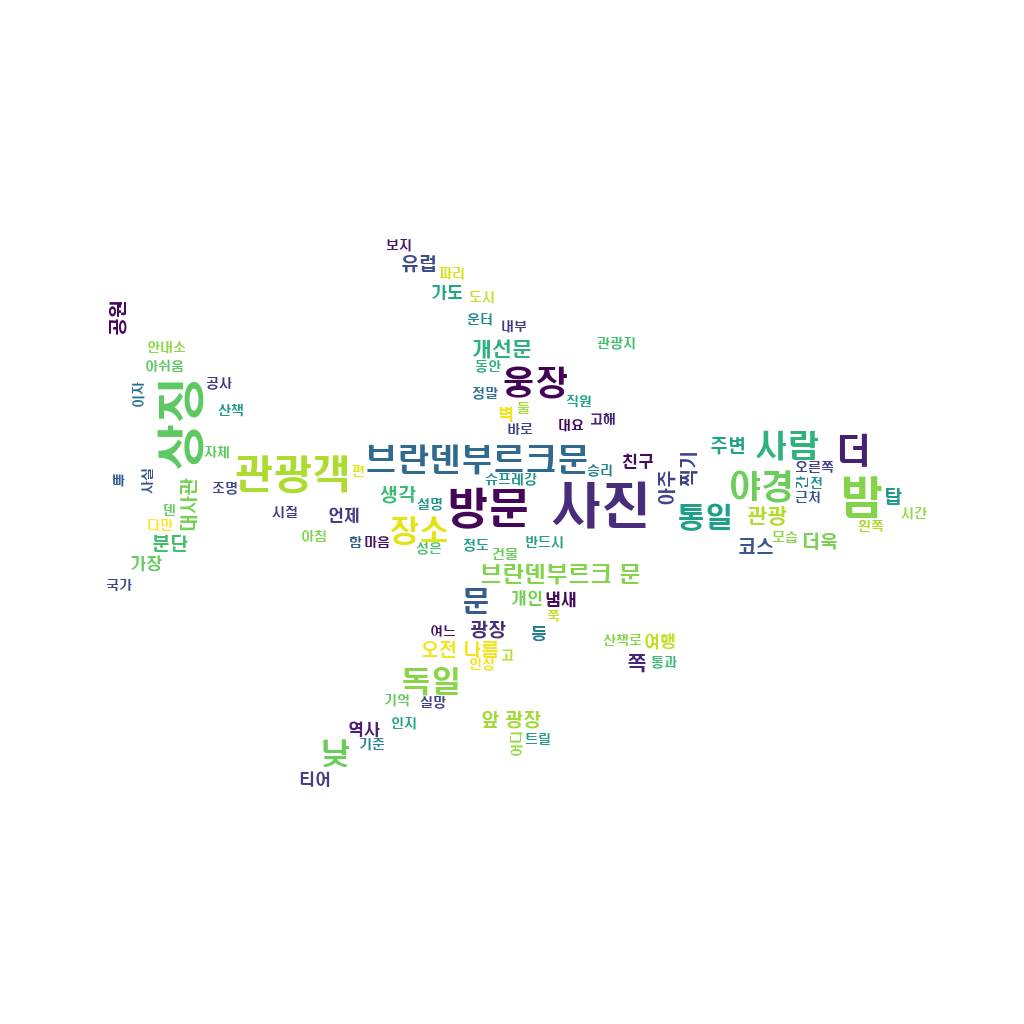 보지
유럽
파리
가도
도시
공원
운터
내부
안내소
개선문
관광지
아쉬움
동안
웅장
공사
이자
상징
정말
직원
산책
벽
둘
고해
바로
대요
자체
브란덴부르크문
주변
사람
더
관광객
편
승리
친구
찍기
오른쪽
사실
조명
슈프레강
아주
야경
간
전
밤
탑
대사관
생각
설명
방문
사진
근처
덴
시절
언제
장소
통일
관광
시간
다만
왼쪽
분단
아침
함
마음
성은
정도
반드시
코스
모습
더욱
가장
건물
국가
브란덴부르크 문
문
개인
냄새
쪽
여느
광장
등
산책로
여행
오전
나름
고
인상
쪽
통과
독일
기억
실망
앞 광장
역사
인지
낮
기준
트릴
티어